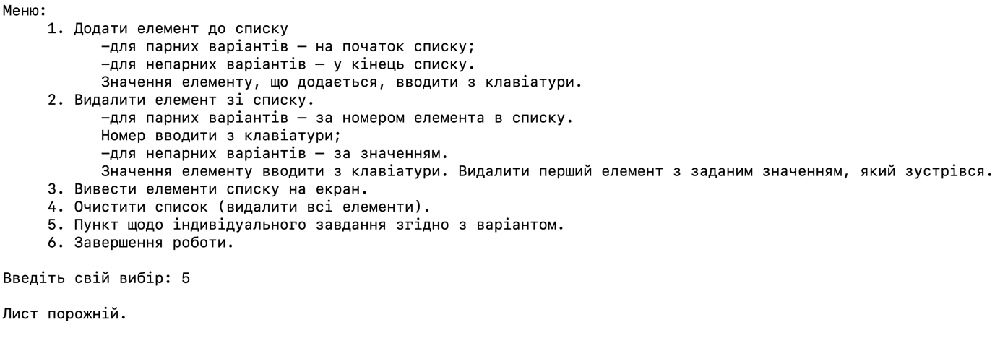 Меню:
1. Додати елемент до списку
–для парних варіантів — на початок списку;
–для непарних варіантів — у кінець списку.
Значення елементу, що додається, вводити з клавіатури.
2. Видалити елемент зі списку.
–для парних варіантів — за номером елемента в списку.
Номер вводити з клавіатури;
–для непарних варіантів — за значенням.
Значення елементу вводити з клавіатури. Видалити перший елемент з заданим значенням, який зустрівся.
3. Вивести елементи списку на екран.
4. Очистити список (видалити всі елементи).
5. Пункт щодо індивідуального завдання згідно з варіантом.
6. Завершення роботи.
Введіть свій вибір: 5
Лист порожній.